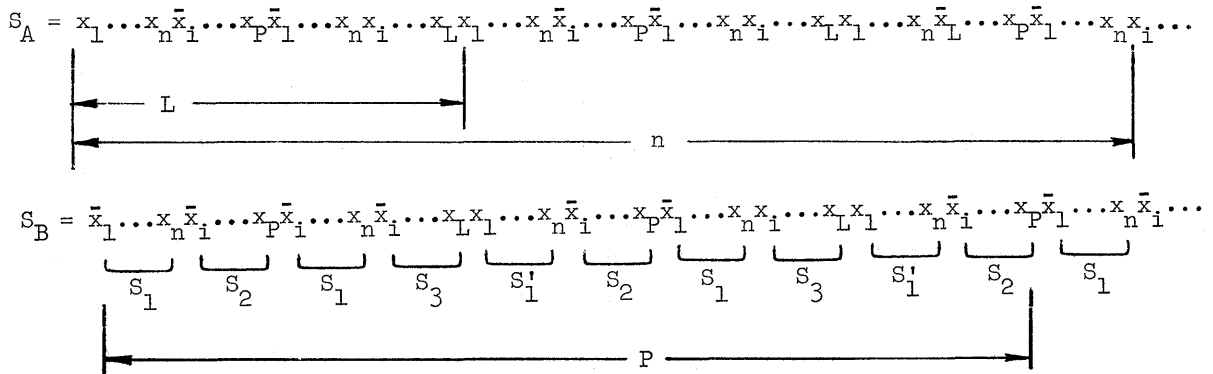 S_A = x_1...x_n x̄_i...x_P x̄_1...x_n x_i...x_L x_1...x_n x̄_i...x_P x̄_1...x_n x_i...x_L x_1...x_n x̄_L...x_P x̄_1...x_n x_i...
L
n
S_B = x̄_1...x_n x̄_i...x_P x̄_i...x_n x̄_i...x_L x_1...x_n x̄_i...x_P x̄_1...x_n x_i...x_L x_1...x_n x̄_i...x_P x̄_1...x_n x̄_i...
S_1 S_2 S_1 S_3 S'_1 S_2 S_1 S_3 S'_1 S_2 S_1
P